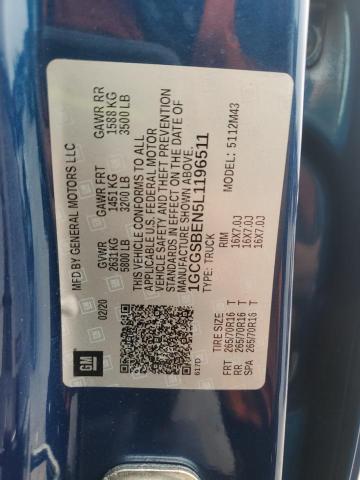 MFD BY GENERAL MOTORS LLC
02/20 GVWR GAWR FRT GAWR RR
2631 KG 1451 KG 1588 KG
5800 LB 3200 LB 3500 LB
THIS VEHICLE CONFORMS TO ALL
APPLICABLE U.S. FEDERAL MOTOR
VEHICLE SAFETY AND THEFT PREVENTION
STANDARDS IN EFFECT ON THE DATE OF
MANUFACTURE SHOWN ABOVE.
1GCGSBEN5L1196511
TYPE: TRUCK MODEL: 5112M43
TIRE SIZE RIM
FRT 265/70R16 T 16X7.0J
RR 265/70R16 T 16X7.0J
SPA 265/70R16 T 16X7.0J
GM
617D